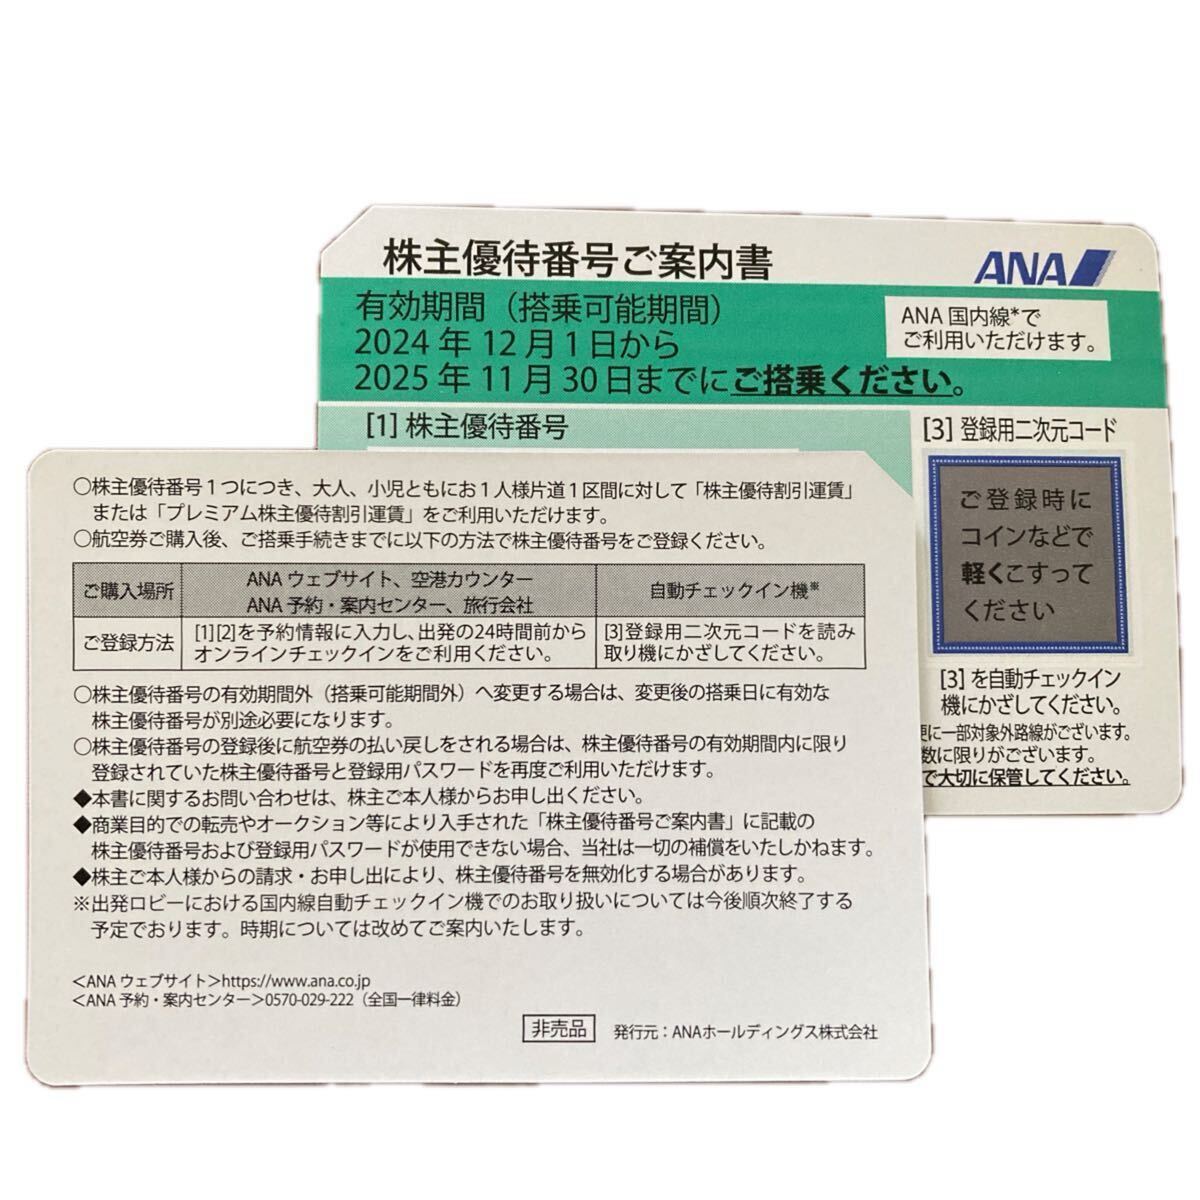 株主優待番号ご案内書
ANA
有効期間（搭乗可能期間）
2024年12月1日から
2025年11月30日までにご搭乗ください。
ANA国内線*で
ご利用いただけます。
[1]株主優待番号
[3]登録用二次元コード
ご登録時に
コインなどで
軽くこすって
ください
[3]を自動チェックイン
機にかざしてください。
に一部対象外路線がございます。
数に限りがございます。
で大切に保管してください。
○株主優待番号1つにつき、大人、小児ともにお1人様片道1区間に対して「株主優待割引運賃」
または「プレミアム株主優待割引運賃」をご利用いただけます。
○航空券ご購入後、ご搭乗手続きまでに以下の方法で株主優待番号をご登録ください。
ご購入場所
ANAウェブサイト、空港カウンター
ANA予約・案内センター、旅行会社
自動チェックイン機※
ご登録方法
[1][2]を予約情報に入力し、出発の24時間前から
オンラインチェックインをご利用ください。
[3]登録用二次元コードを読み
取り機にかざしてください。
○株主優待番号の有効期間外（搭乗可能期間外）へ変更する場合は、変更後の搭乗日に有効な
株主優待番号が別途必要になります。
○株主優待番号の登録後に航空券の払い戻しをされる場合は、株主優待番号の有効期間内に限り
登録されていた株主優待番号と登録用パスワードを再度ご利用いただけます。
◆本書に関するお問い合わせは、株主ご本人様からお申し出ください。
◆商業目的での転売やオークション等により入手された「株主優待番号ご案内書」に記載の
株主優待番号および登録用パスワードが使用できない場合、当社は一切の補償をいたしかねます。
◆株主ご本人様からの請求・お申し出により、株主優待番号を無効化する場合があります。
※出発ロビーにおける国内線自動チェックイン機でのお取り扱いについては今後順次終了する
予定でおります。時期については改めてご案内いたします。
<ANAウェブサイト>https://www.ana.co.jp
<ANA予約・案内センター>0570-029-222（全国一律料金）
非売品
発行元：ANAホールディングス株式会社